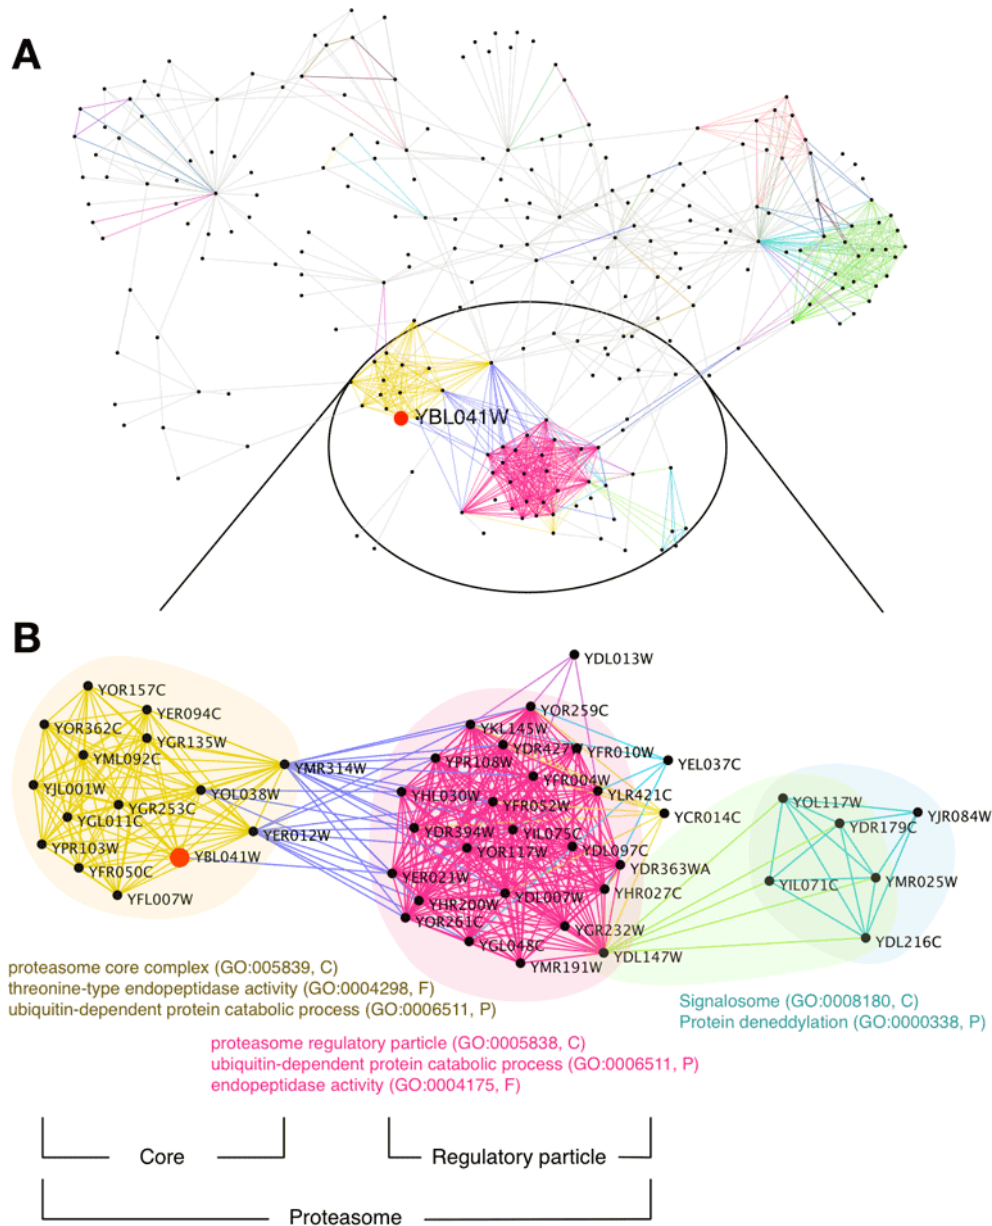 A
YBL041W
B
YDL013W
YOR157C
YOR259C
YER094C
YOR362C
YKL145W
YGR135W
YDR427W
YFR010W
YML092C
YPR108W
YEL037C
YMR314W
YFR004W
YJL001W
YOL038W
YHL030W
YLR421C
YOL117W
YGR253C
YFR052W
YCR014C
YJR084W
YGL011C
YDR179C
YER012W
YDR394W
YIL075C
YPR103W
YOR117W
YDL097C
YBL041W
YDR363WA
YFR050C
YER021W
YIL071C
YMR025W
YHR027C
YFL007W
YHR200W
YDL007W
YOR261C
YGR232W
YGL048C
YDL216C
YMR191W
YDL147W
proteasome core complex (GO:005839, C)
threonine-type endopeptidase activity (GO:0004298, F)
ubiquitin-dependent protein catabolic process (GO:0006511, P)
Signalosome (GO:0008180, C)
Protein deneddylation (GO:0000338, P)
proteasome regulatory particle (GO:0005838, C)
ubiquitin-dependent protein catabolic process (GO:0006511, P)
endopeptidase activity (GO:0004175, F)
Core
Regulatory particle
Proteasome